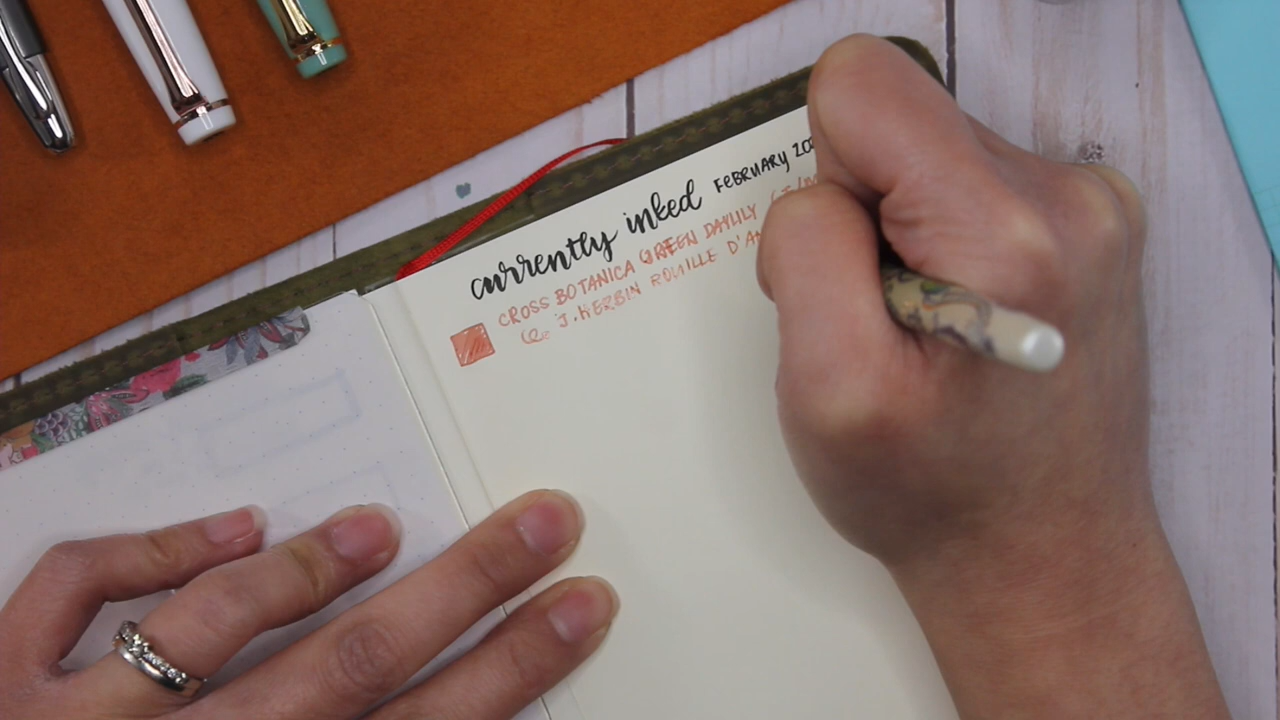 currently inked FEBRUARY
CROSS BOTANICA GREEN DAYLILY
J. HERBIN ROUILLE